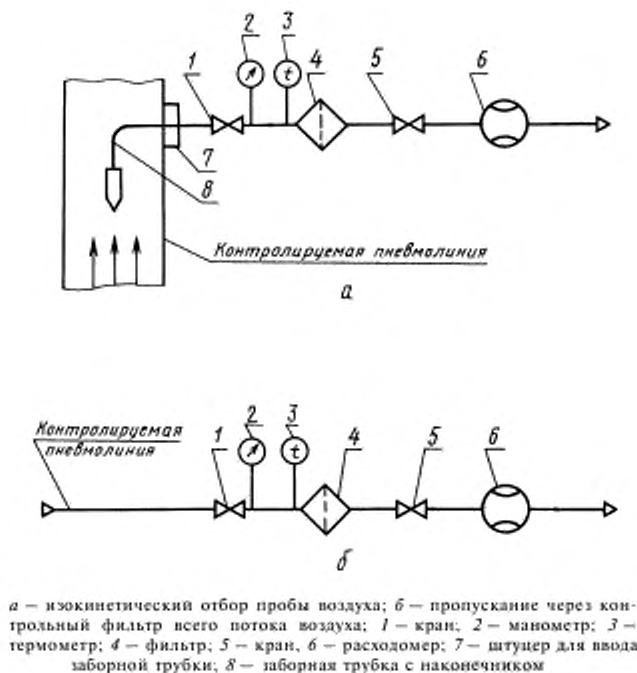 2 3
1 4 5 6
t
7
8
Контролируемая пневмолиния
а
Контролируемая
пневмолиния
2 3
1 4 5 6
t
б
а — изокинетический отбор пробы воздуха; б — пропускание через кон-
трольный фильтр всего потока воздуха; 1 — кран, 2 — манометр; 3 —
термометр; 4 — фильтр; 5 — кран, 6 — расходомер; 7 — штуцер для ввода
заборной трубки; 8 — заборная трубка с наконечником